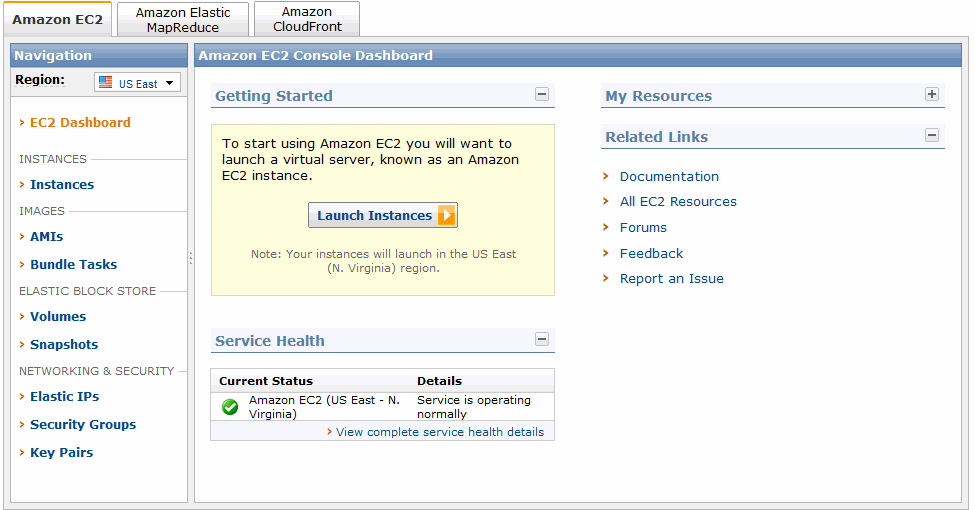 Amazon EC2
Amazon Elastic
MapReduce
Amazon
CloudFront
Navigation
Region:
US East
EC2 Dashboard
INSTANCES
Instances
IMAGES
AMIs
Bundle Tasks
ELASTIC BLOCK STORE
Volumes
Snapshots
NETWORKING & SECURITY
Elastic IPs
Security Groups
Key Pairs
Amazon EC2 Console Dashboard
Getting Started
To start using Amazon EC2 you will want to
launch a virtual server, known as an Amazon
EC2 instance.
Launch Instances
Note: Your instances will launch in the US East
(N. Virginia) region.
Service Health
Current Status Details
Amazon EC2 (US East - N. Service is operating
Virginia) normally
View complete service health details
My Resources
Related Links
Documentation
All EC2 Resources
Forums
Feedback
Report an Issue